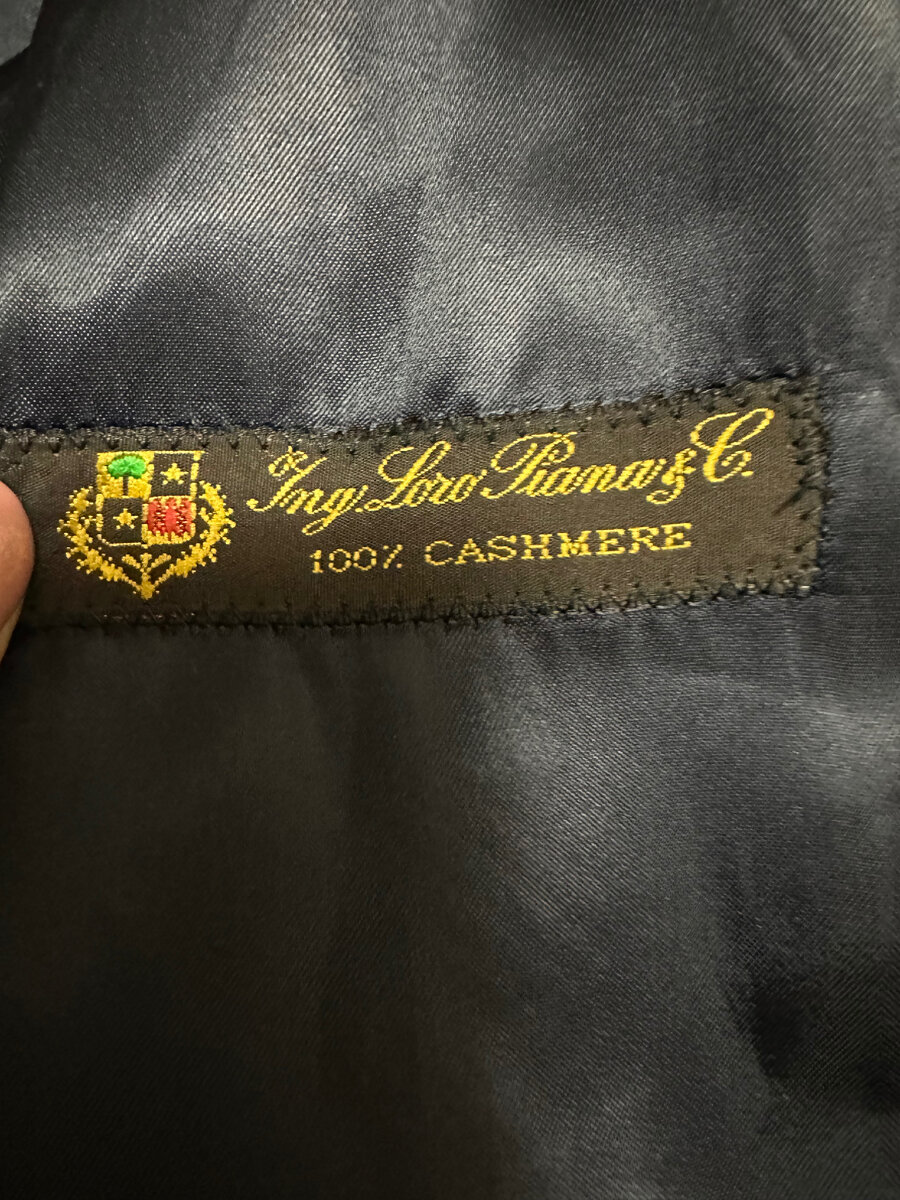 Ing. Loro Piana & C.
100% CASHMERE